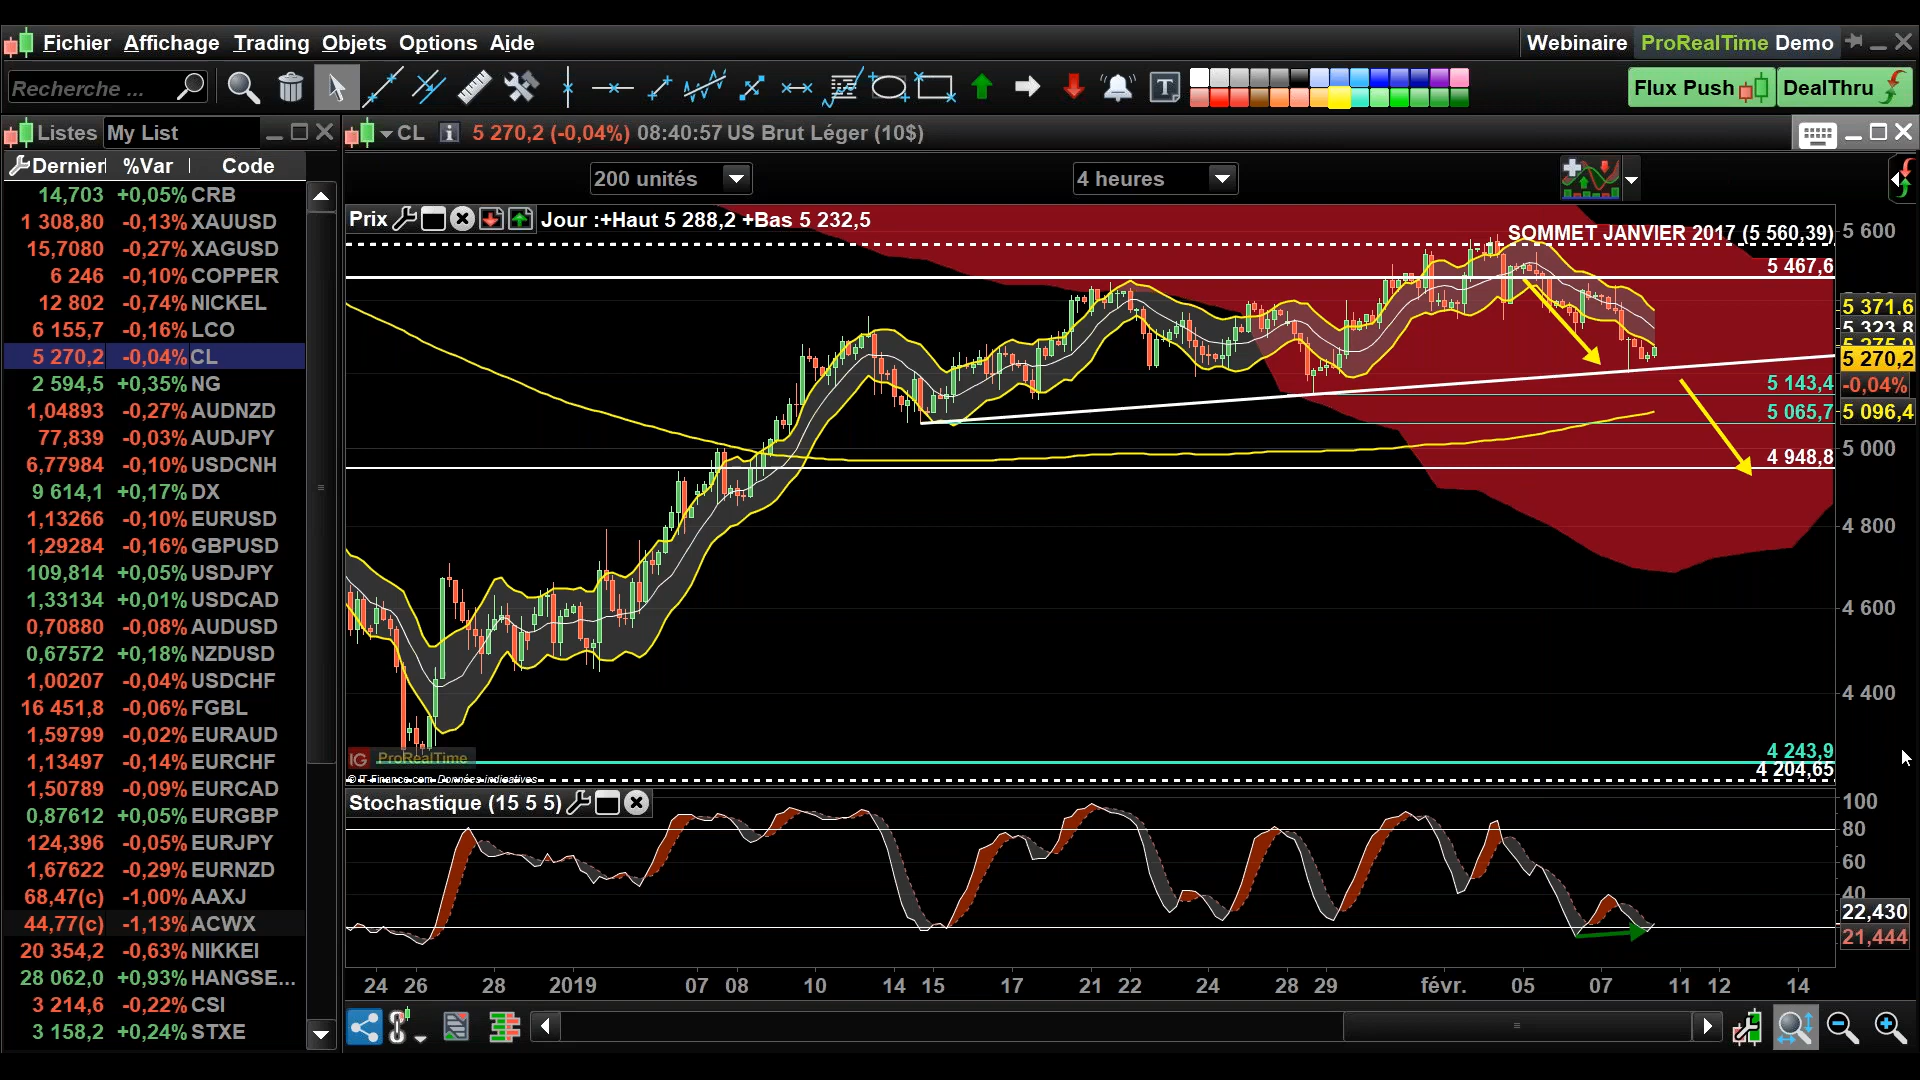 Fichier Affichage Trading Objets Options Aide
Webinaire ProRealTime Demo
Recherche ...
T
Flux Push
DealThru
Listes My List
CL i 5 270,2 (-0,04%) 08:40:57 US Brut Léger (10$)
Dernier %Var Code
14,703 +0,05% CRB
1 308,80 -0,13% XAUUSD
15,7080 -0,27% XAGUSD
6 246 -0,10% COPPER
12 802 -0,74% NICKEL
6 155,7 -0,16% LCO
5 270,2 -0,04% CL
2 594,5 +0,35% NG
1,04893 -0,27% AUDNZD
77,839 -0,03% AUDJPY
6,77984 -0,10% USDCNH
9 614,1 +0,17% DX
1,13266 -0,10% EURUSD
1,29284 -0,16% GBPUSD
109,814 +0,05% USDJPY
1,33134 +0,01% USDCAD
0,70880 -0,08% AUDUSD
0,67572 +0,18% NZDUSD
1,00207 -0,04% USDCHF
16 451,8 -0,06% FGBL
1,59799 -0,02% EURAUD
1,13497 -0,14% EURCHF
1,50789 -0,09% EURCAD
0,87612 +0,05% EURGBP
124,396 -0,05% EURJPY
1,67622 -0,29% EURNZD
68,47(c) -1,00% AAXJ
44,77(c) -1,13% ACWX
20 354,2 -0,63% NIKKEI
28 062,0 +0,93% HANGSE...
3 214,6 -0,22% CSI
3 158,2 +0,24% STXE
200 unités
4 heures
Prix
Jour :+Haut 5 288,2 +Bas 5 232,5
SOMMET JANVIER 2017 (5 560,39)
5 467,6
5 143,4
5 065,7
4 948,8
4 243,9
4 204,65
5 600
5 371,6
5 323,8
5 270,2
-0,04%
5 096,4
5 000
4 800
4 600
4 400
IG ProRealTime
© IT-Finance.com Données indicatives
Stochastique (15 5 5)
100
80
60
40
22,430
21,444
24 26 28 2019 07 08 10 14 15 17 21 22 24 28 29 févr. 05 07 11 12 14